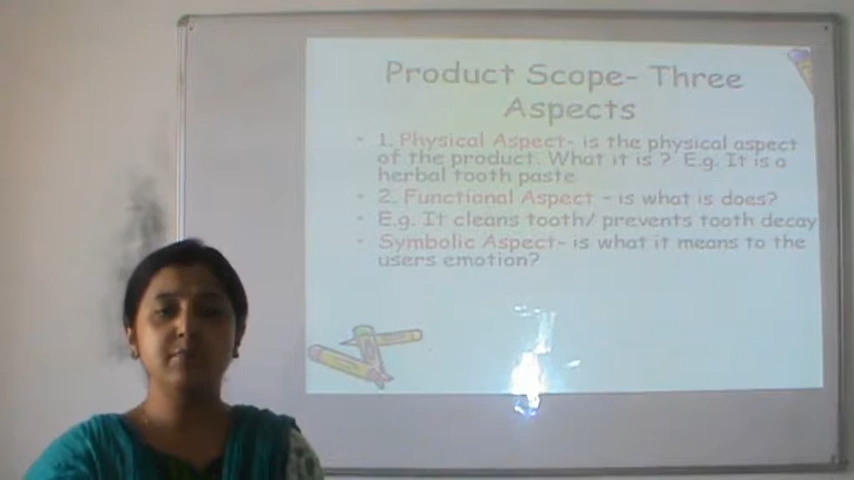 Product Scope- Three
Aspects
1. Physical Aspect- is the physical aspect
of the product. What it is ? E.g. It is a
herbal tooth paste
2. Functional Aspect - is what is does?
E.g. It cleans tooth/ prevents tooth decay
Symbolic Aspect- is what it means to the
users emotion?